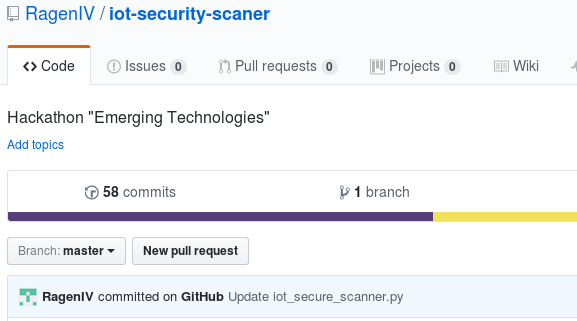 RagenIV / iot-security-scaner
Code Issues 0 Pull requests 0 Projects 0 Wiki
Hackathon "Emerging Technologies"
Add topics
58 commits 1 branch
Branch: master New pull request
RagenIV committed on GitHub Update iot_secure_scanner.py